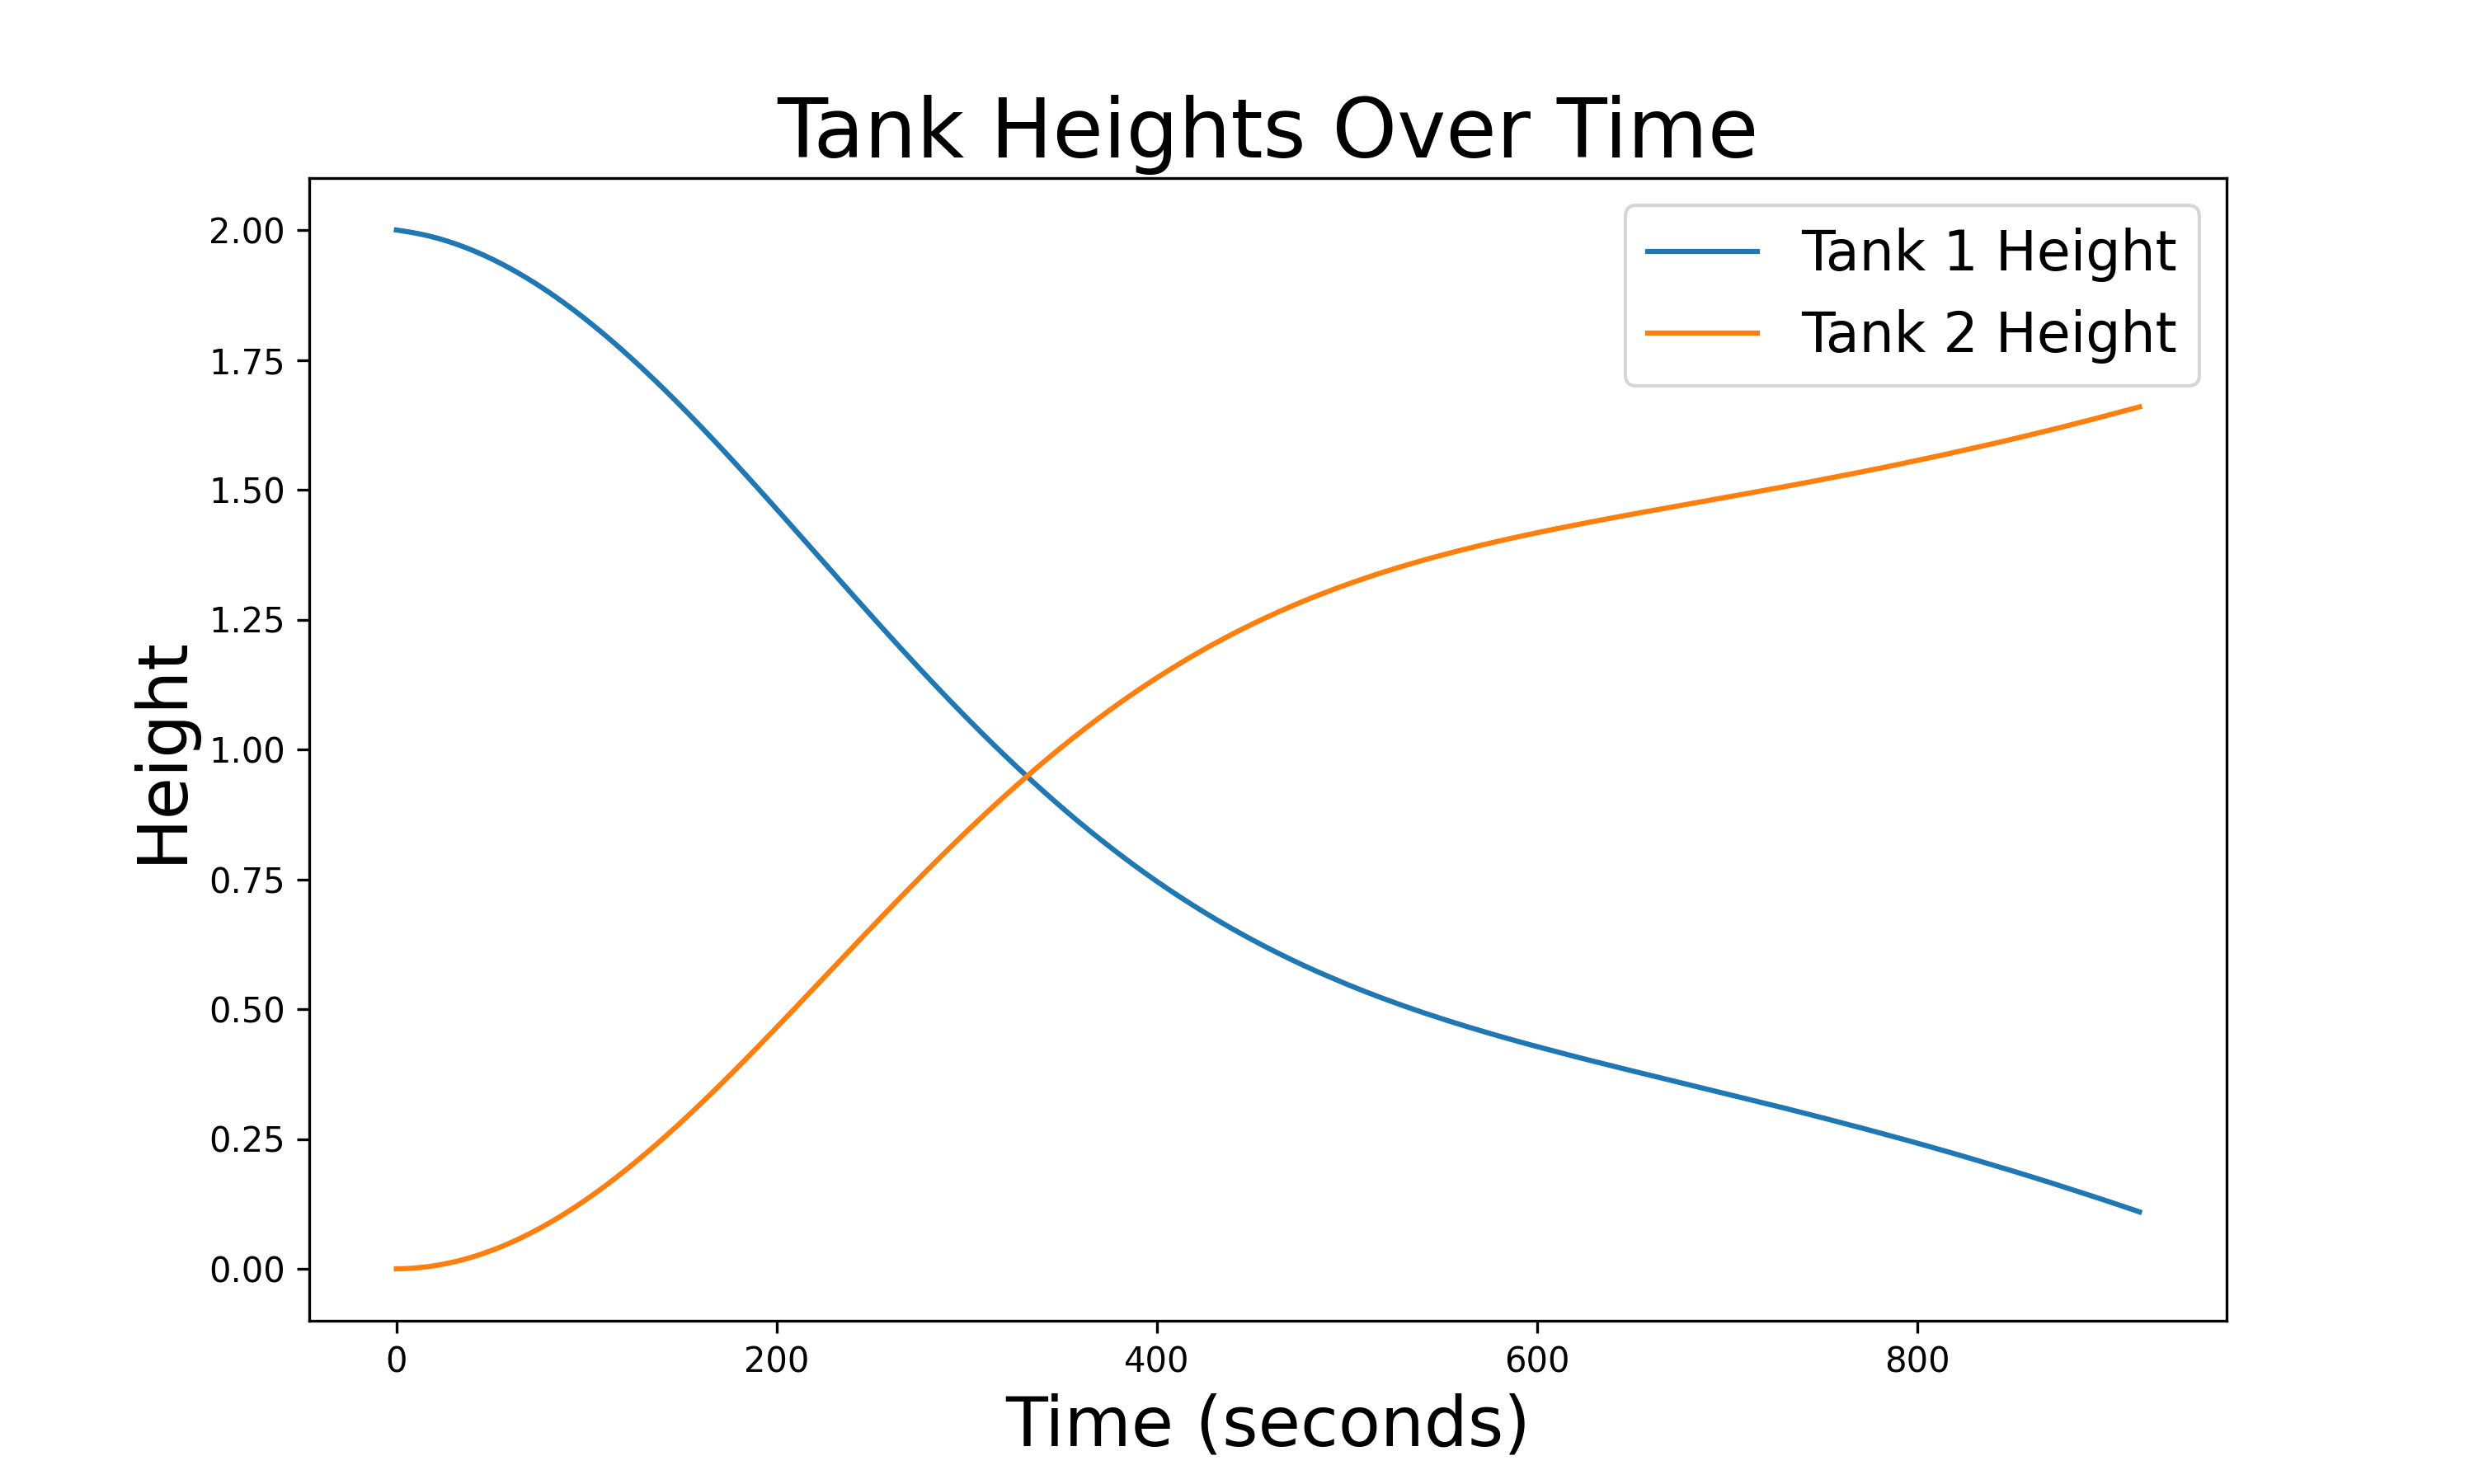 Tank Heights Over Time
Tank 1 Height
Tank 2 Height
Height
2.00
1.75
1.50
1.25
1.00
0.75
0.50
0.25
0.00
0 200 400 600 800
Time (seconds)